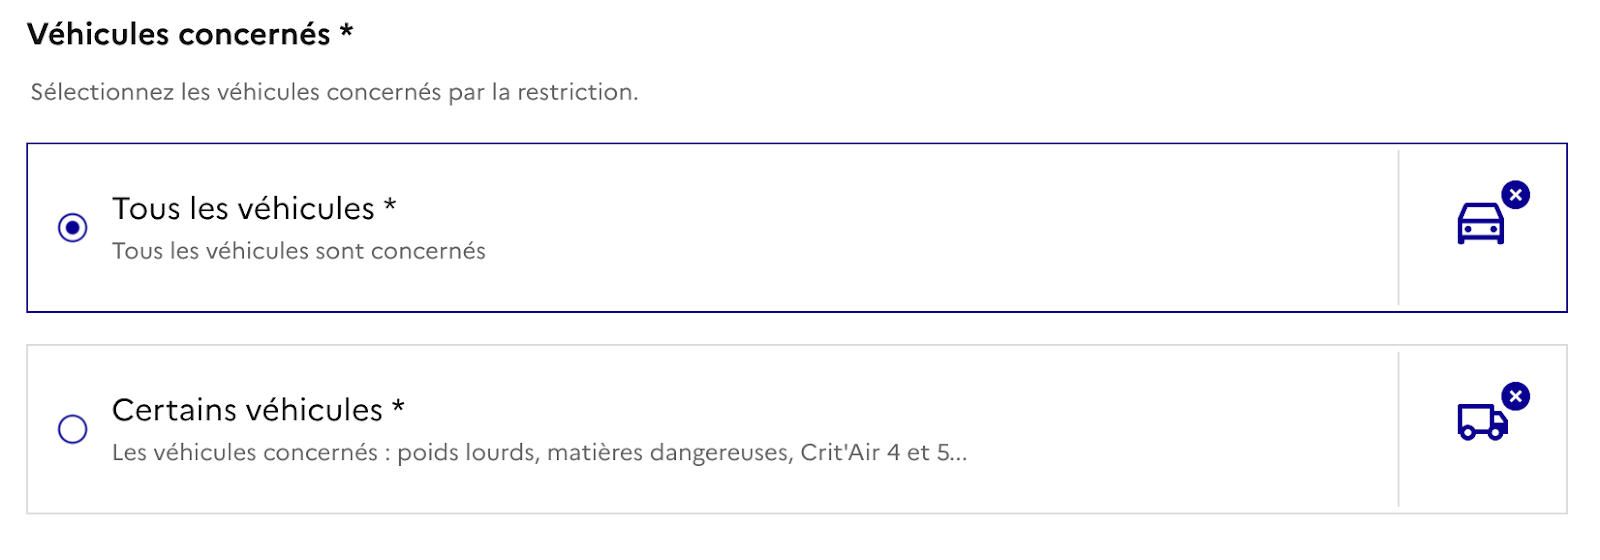 Véhicules concernés *
Sélectionnez les véhicules concernés par la restriction.
Tous les véhicules *
Tous les véhicules sont concernés
Certains véhicules *
Les véhicules concernés : poids lourds, matières dangereuses, Crit'Air 4 et 5...